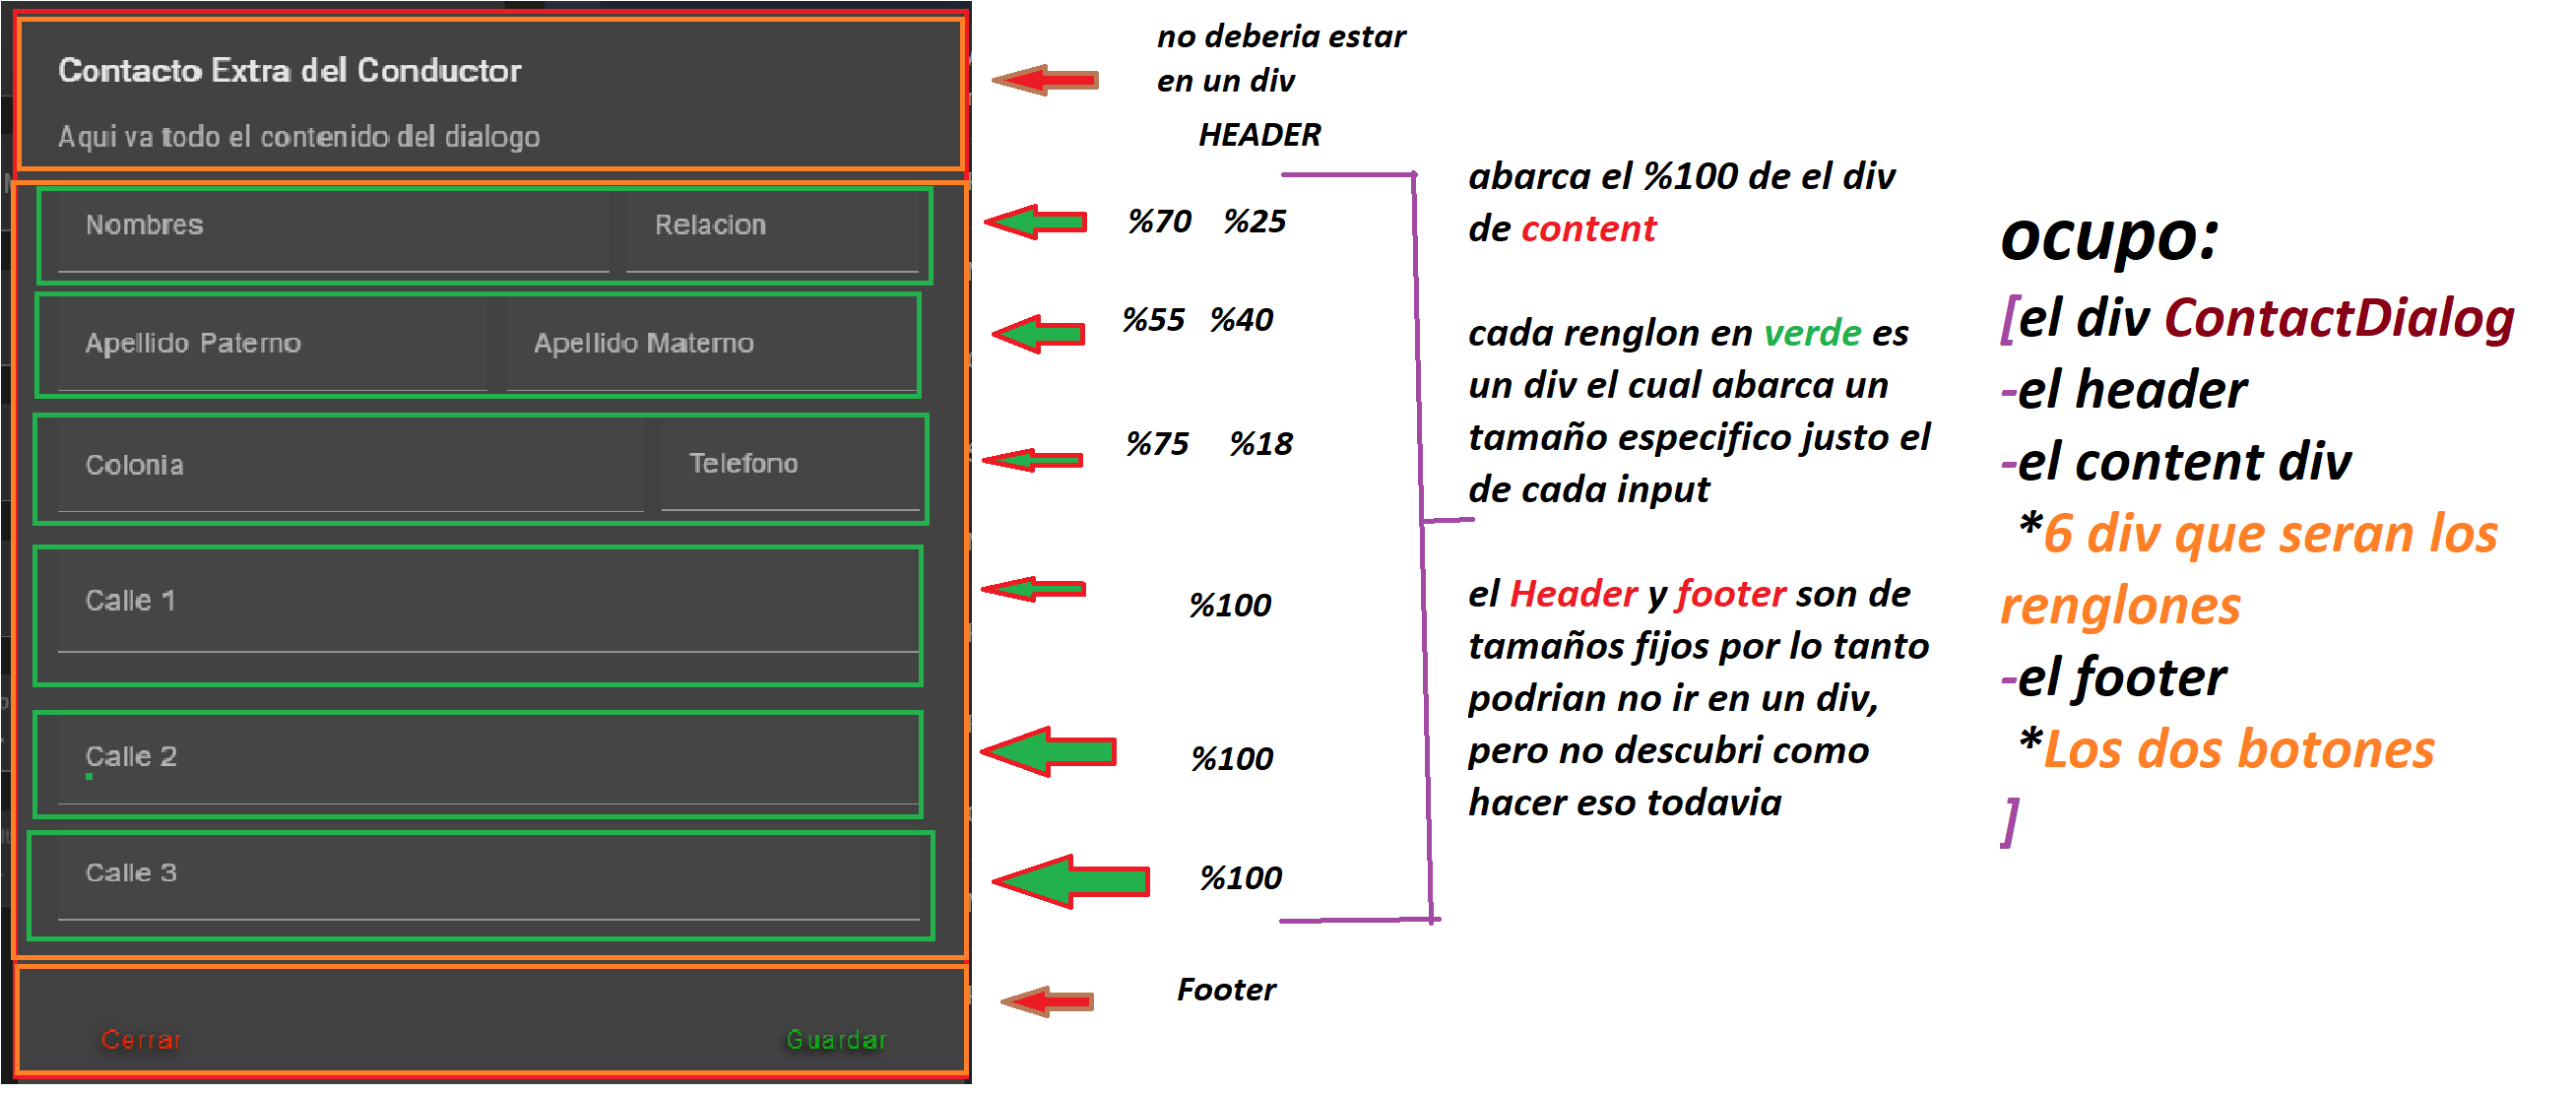 Contacto Extra del Conductor
Aqui va todo el contenido del dialogo
Nombres
Relacion
Apellido Paterno
Apellido Materno
Colonia
Telefono
Calle 1
Calle 2
Calle 3
Cerrar
Guardar
no deberia estar
en un div
HEADER
%70 %25
%55 %40
%75 %18
%100
%100
%100
Footer
abarca el %100 de el div
de content
cada renglon en verde es
un div el cual abarca un
tamaño especifico justo el
de cada input
el Header y footer son de
tamaños fijos por lo tanto
podrian no ir en un div,
pero no descubri como
hacer eso todavia
ocupo:
[el div ContactDialog
-el header
-el content div
*6 div que seran los
renglones
-el footer
*Los dos botones
]